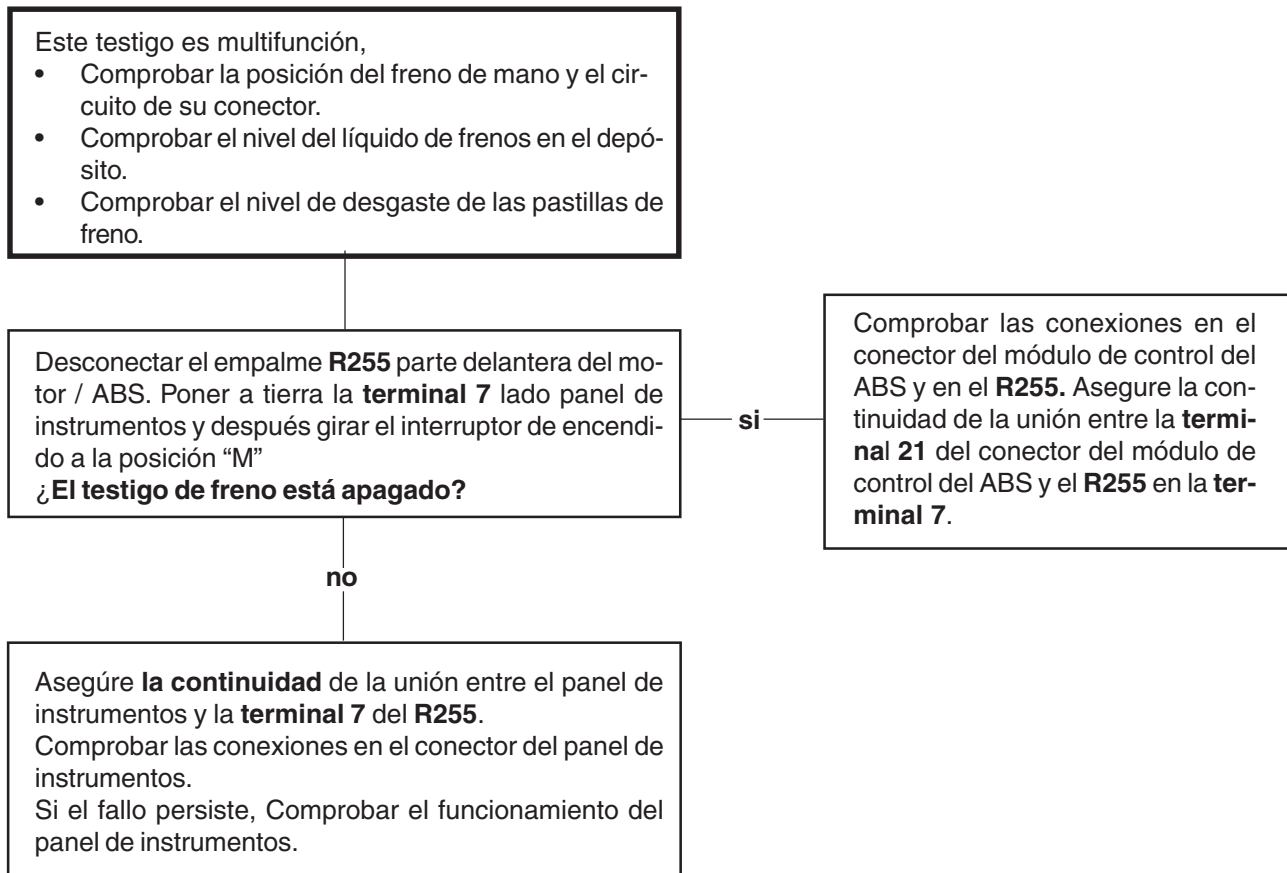 Este testigo es multifunción,
• Comprobar la posición del freno de mano y el cir-
cuito de su conector.
• Comprobar el nivel del líquido de frenos en el depó-
sito.
• Comprobar el nivel de desgaste de las pastillas de
freno.
Desconectar el empalme R255 parte delantera del mo-
tor / ABS. Poner a tierra la terminal 7 lado panel de
instrumentos y después girar el interruptor de encendi-
do a la posición “M”
¿El testigo de freno está apagado?
si
Comprobar las conexiones en el
conector del módulo de control del
ABS y en el R255. Asegure la con-
tinuidad de la unión entre la termi-
nal 21 del conector del módulo de
control del ABS y el R255 en la ter-
minal 7.
no
Asegúre la continuidad de la unión entre el panel de
instrumentos y la terminal 7 del R255.
Comprobar las conexiones en el conector del panel de
instrumentos.
Si el fallo persiste, Comprobar el funcionamiento del
panel de instrumentos.